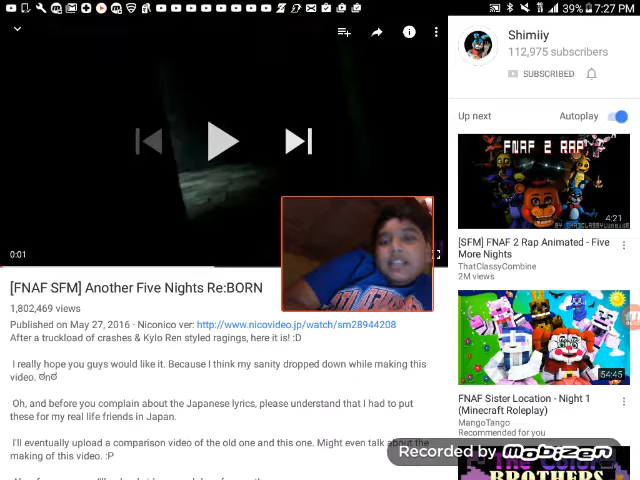 39% 7:27 PM
0:01
[FNAF SFM] Another Five Nights Re:BORN
1,802,469 views
Published on May 27, 2016 · Niconico ver: http://www.nicovideo.jp/watch/sm28944208
After a truckload of crashes & Kylo Ren styled ragings, here it is! :D
I really hope you guys would like it. Because I think my sanity dropped down while making this
video. ಠnಠ
Oh, and before you complain about the Japanese lyrics, please understand that I had to put
these for my real life friends in Japan.
I'll eventually upload a comparison video of the old one and this one. Might even talk about the
making of this video. :P
Shimiiy
112,975 subscribers
SUBSCRIBED
Up next
Autoplay
FNAF 2 RAP
BY THATCLASSYCOMBINE
4:21
[SFM] FNAF 2 Rap Animated - Five
More Nights
ThatClassyCombine
2M views
54:45
FNAF Sister Location - Night 1
(Minecraft Roleplay)
MangoTango
Recommended for you
Recorded by mobizen
BROTHERS